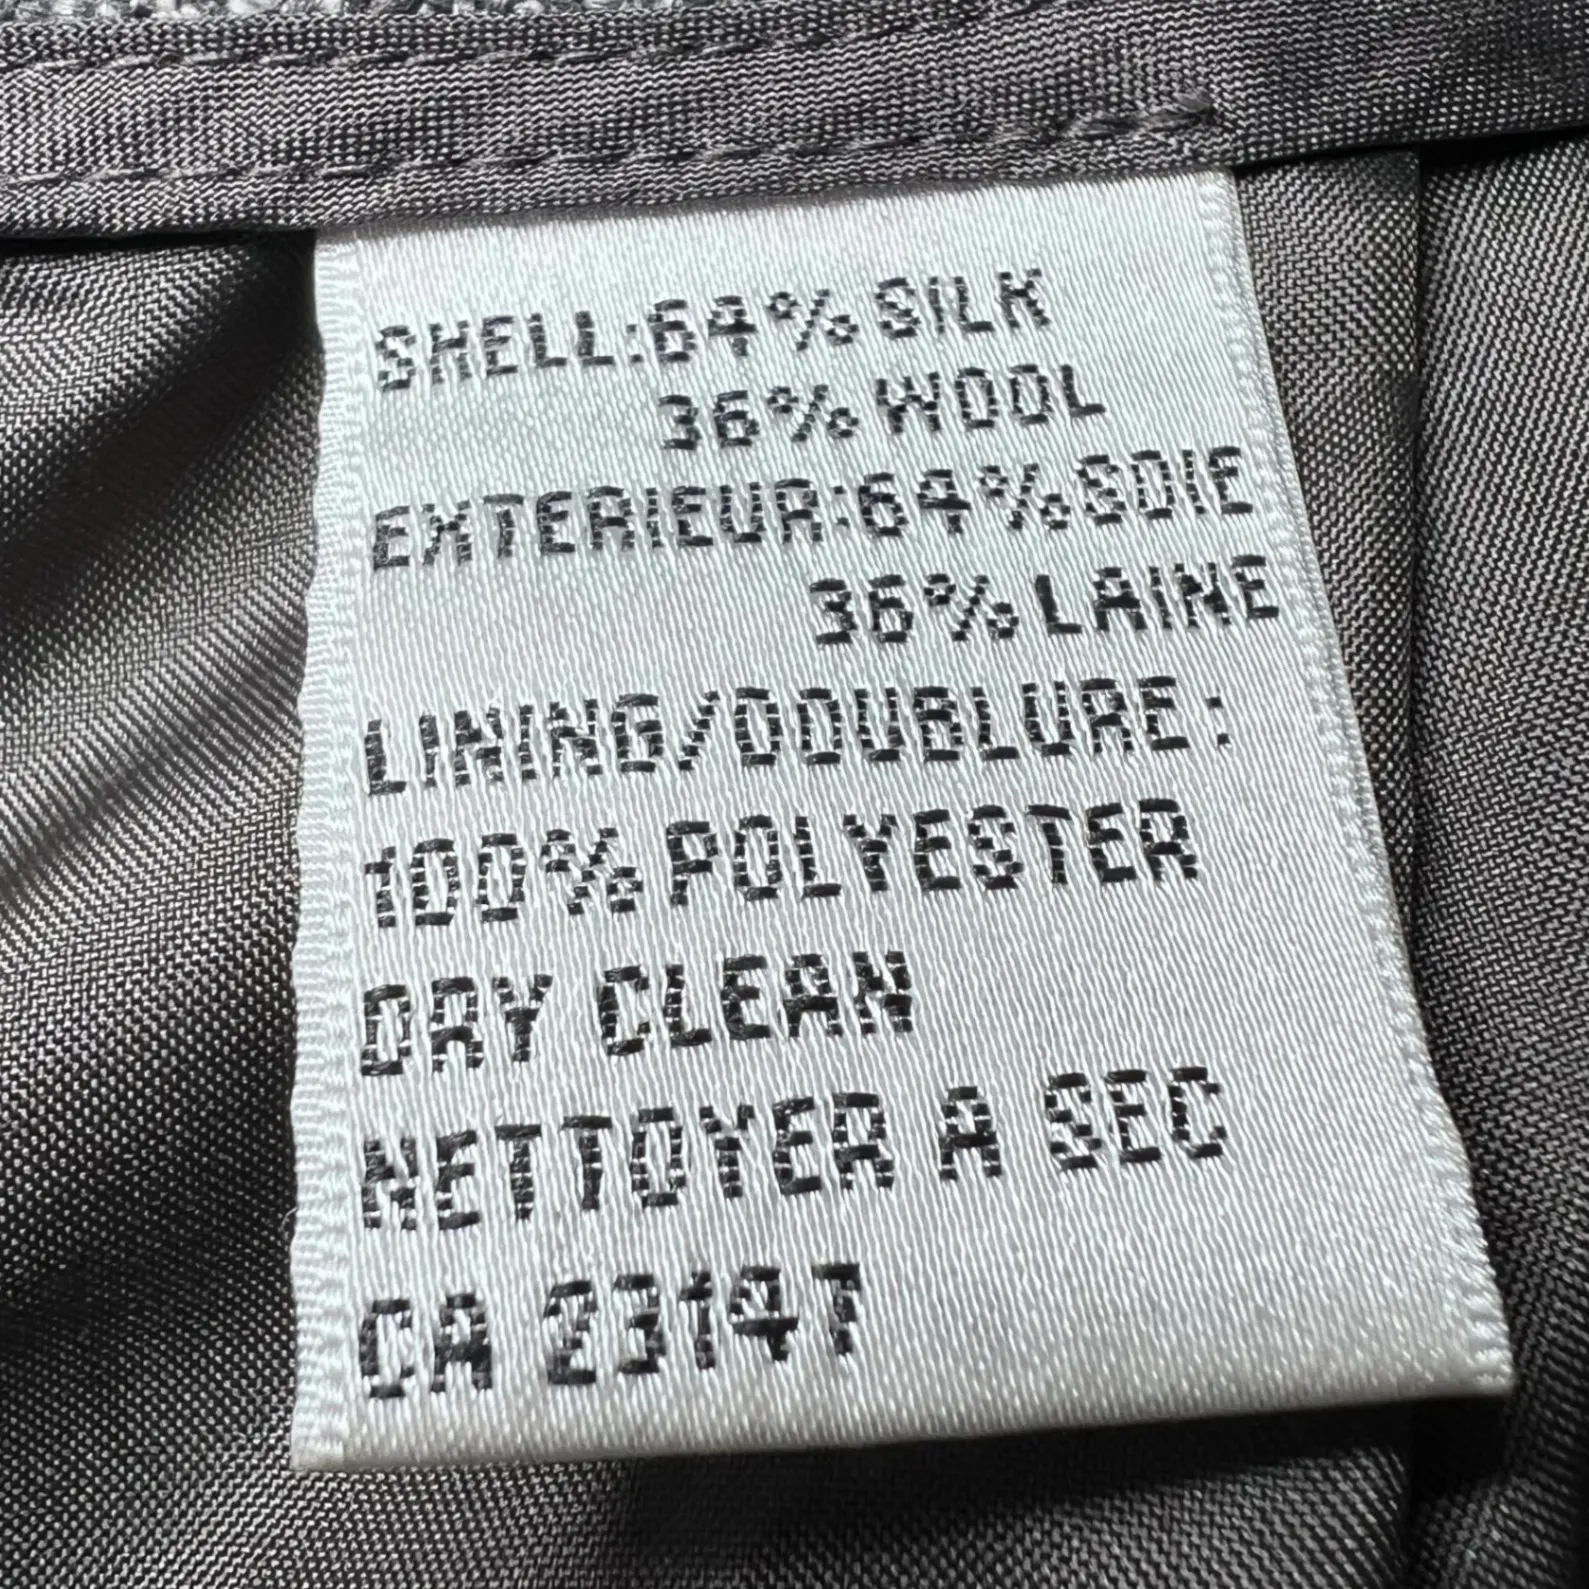 SHELL:64% SILK
36% WOOL
EXTERIEUR:64% SOIE
36% LAINE
LINING/DOUBLURE:
100% POLYESTER
DRY CLEAN
NETTOYER A SEC
CA 23147